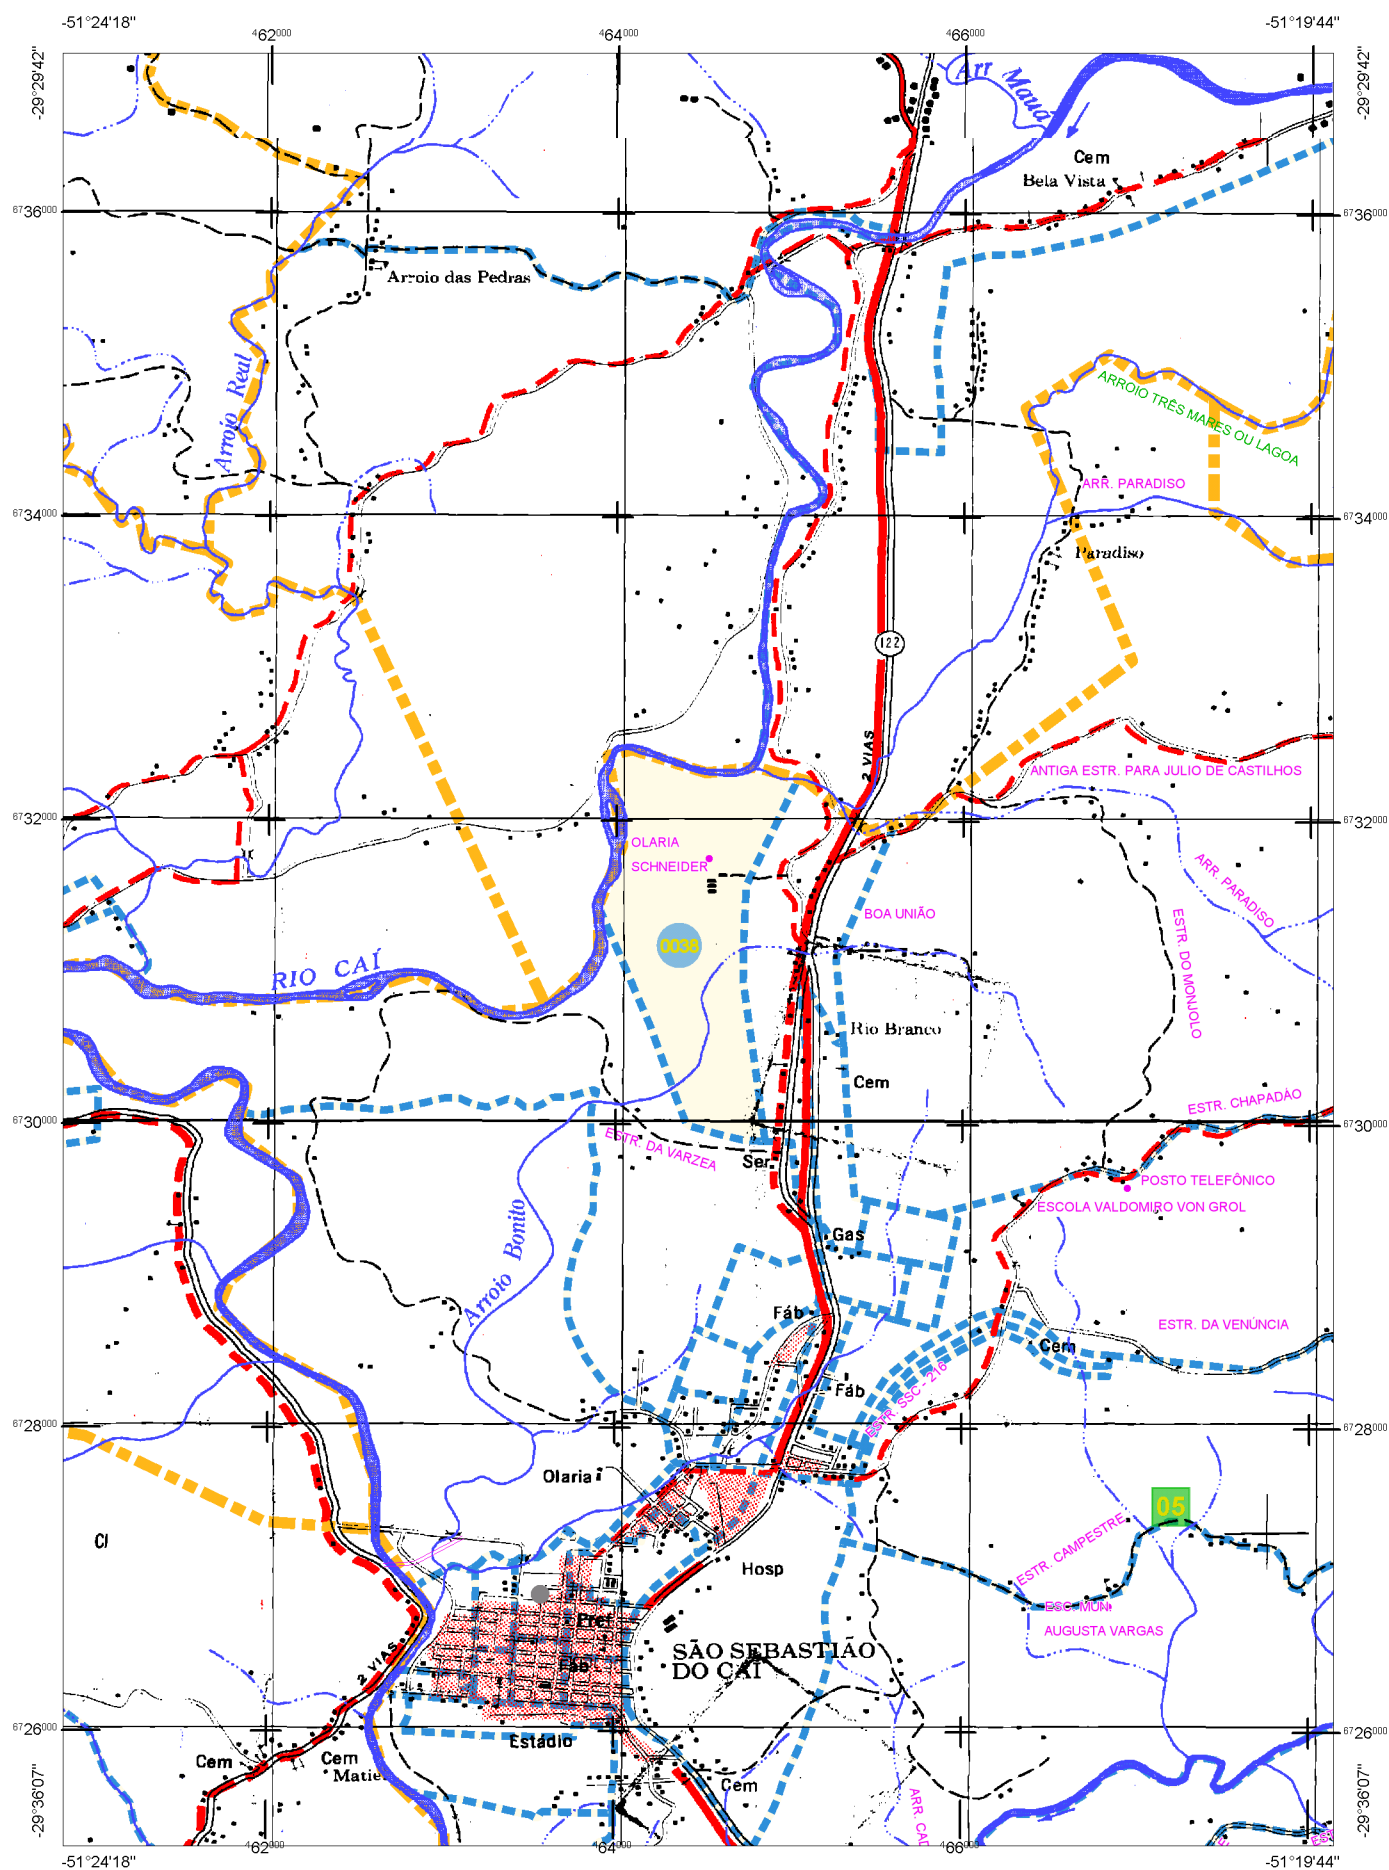 -51°24'18"
-51°19'44"
462000
464000
466000
-29°29'42"
-29°29'42"
Arr Mauá
Cem
Bela Vista
6736000
6736000
Arroio das Pedras
Arroio Real
ARROIO TRÊS MARES OU LAGOA
ARR. PARADISO
6734000
6734000
Paradiso
122
2 VIAS
ANTIGA ESTR. PARA JULIO DE CASTILHOS
6732000
6732000
OLARIA
SCHNEIDER
ARR. PARADISO
BOA UNIÃO
ESTR. DO MONJOLO
0038
RIO CAÍ
Rio Branco
Cem
ESTR. CHAPADÃO
6730000
6730000
ESTR. DA VARZEA
Ser
POSTO TELEFÔNICO
ESCOLA VALDOMIRO VON GROL
Arroio Bonito
Gas
Fáb
ESTR. DA VENÚNCIA
Cem
ESTR. SSC - 216
Fáb
6728000
6728000
Olaria
05
CI
ESTR. CAMPESTRE
Hosp
ESC. MUN.
AUGUSTA VARGAS
Pref
SÃO SEBASTIÃO
DO CAÍ
Fáb
2 VIAS
6726000
6726000
Estádio
Cem
Cem
Cem
ARR. CAD
-29°36'07"
-29°36'07"
462000
464000
466000
-51°24'18"
-51°19'44"